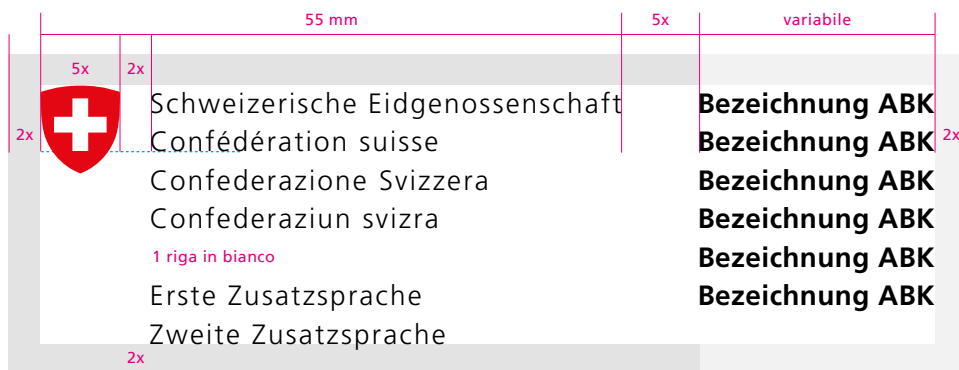 55 mm 5x variabile
5x 2x
Schweizerische Eidgenossenschaft Bezeichnung ABK
2x Confédération suisse Bezeichnung ABK 2x
Confederazione Svizzera Bezeichnung ABK
Confederaziun svizra Bezeichnung ABK
1 riga in bianco Bezeichnung ABK
Erste Zusatzsprache Bezeichnung ABK
Zweite Zusatzsprache
2x